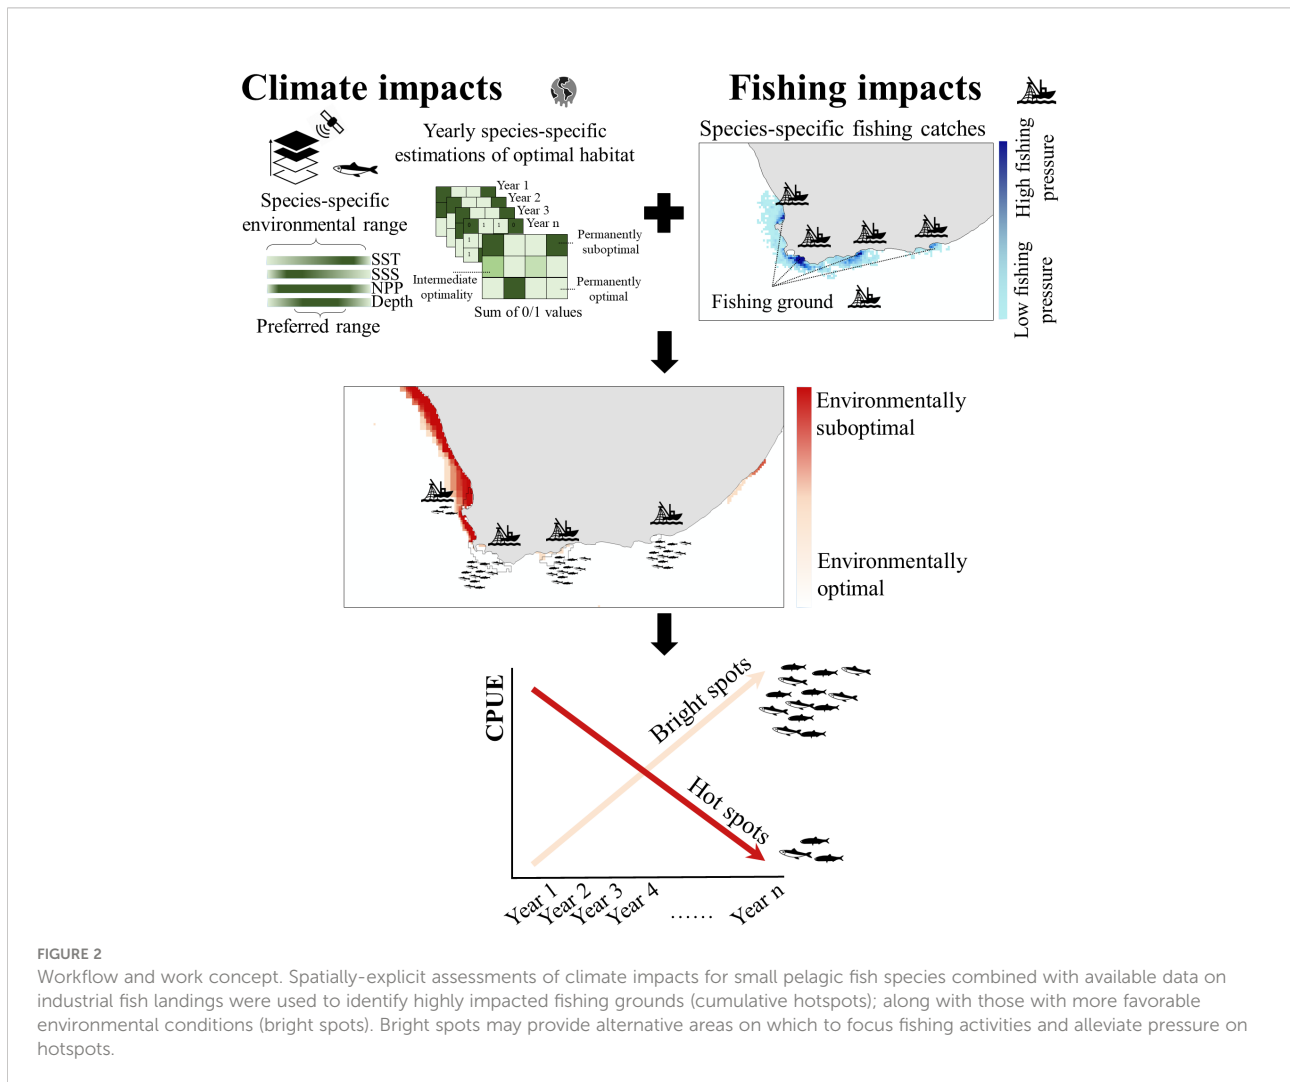 Climate impacts
Fishing impacts
Yearly species-specific
estimations of optimal habitat
Species-specific
environmental range
SST
SSS
NPP
Depth
Preferred range
Year 1
Year 2
Year 3
Year n
1 1
1
1
Permanently
suboptimal
Intermediate
optimality
Permanently
optimal
Sum of 0/1 values
Species-specific fishing catches
Fishing ground
High fishing
pressure
Low fishing
pressure
Environmentally
suboptimal
Environmentally
optimal
CPUE
Bright spots
Hot spots
Year 1
Year 2
Year 3
Year 4
......
Year n
FIGURE 2
Workflow and work concept. Spatially-explicit assessments of climate impacts for small pelagic fish species combined with available data on
industrial fish landings were used to identify highly impacted fishing grounds (cumulative hotspots); along with those with more favorable
environmental conditions (bright spots). Bright spots may provide alternative areas on which to focus fishing activities and alleviate pressure on
hotspots.